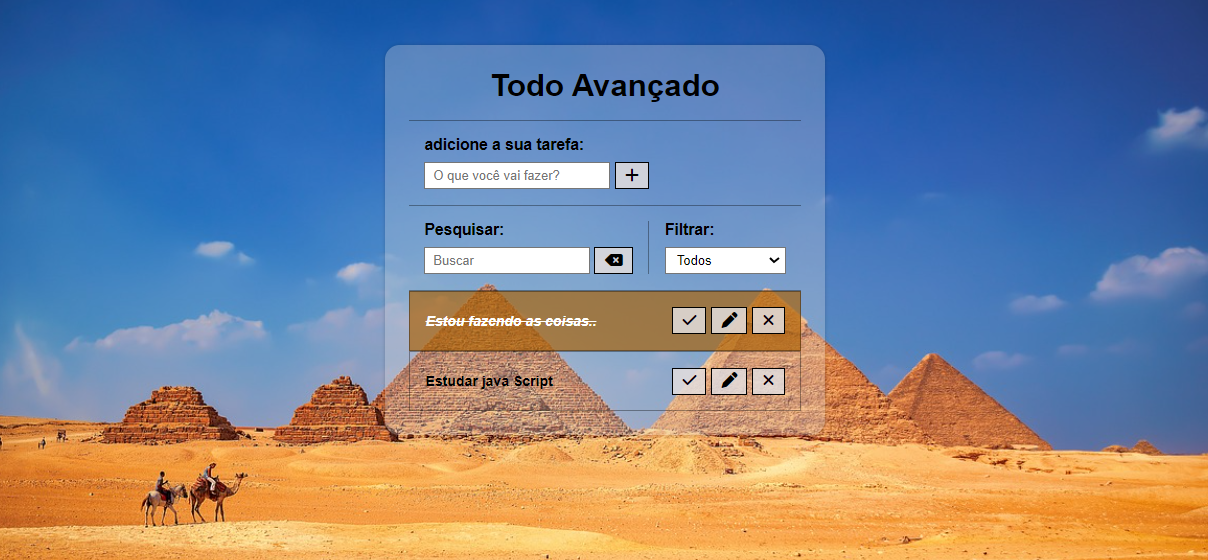 Todo Avançado
adicione a sua tarefa:
O que você vai fazer?
Pesquisar:
Filtrar:
Buscar
Todos
Estou fazendo as coisas..
Estudar java Script